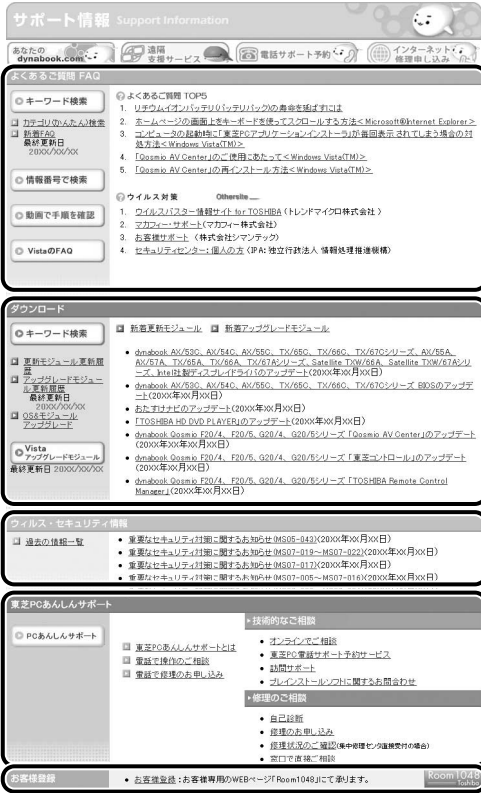 サポート情報 Support Information
あなたの
dynabook.com
遠隔
支援サービス
電話サポート予約
インターネット
修理申し込み
よくあるご質問 FAQ
キーワード検索
カテゴリ(かんたん)検索
新着FAQ
最終更新日
20XX/XX/XX
情報番号で検索
動画で手順を確認
VistaのFAQ
よくあるご質問 TOP5
1. リチウムイオンバッテリ(バッテリパック)の寿命を延ばすには
2. ホームページの画面上をキーボードを使ってスクロールする方法<Microsoft®Internet Explorer>
3. コンピュータの起動時に「東芝PCアプリケーションインストーラ」が毎回表示されてしまう場合の対
処方法<Windows Vista(TM)>
4. 「Qosmio AV Center」のご使用にあたって<Windows Vista(TM)>
5. 「Qosmio AV Center」の再インストール方法<Windows Vista(TM)>
ウイルス対策 Othersite
1. ウイルスバスター情報サイト for TOSHIBA (トレンドマイクロ株式会社)
2. マカフィー・サポート(マカフィー株式会社)
3. お客様サポート (株式会社シマンテック)
4. セキュリティセンター:個人の方 (IPA:独立行政法人 情報処理推進機構)
ダウンロード
キーワード検索
更新モジュール更新履
歴
アップグレードモジュー
ル更新履歴
最終更新日
20XX/XX/XX
OS&モジュール
アップグレード
Vista
アップグレードモジュール
最終更新日 20XX/XX/XX
新着更新モジュール 新着アップグレードモジュール
• dynabook AX/53C、AX/54C、AX/55C、TX/65C、TX/66C、TX/67Cシリーズ、AX/55A、
AX/57A、TX/65A、TX/66A、TX/67Aシリーズ、Satellite TXW/66A、Satellite TXW/67Aシリ
ーズ、Intel社製ディスプレイドライバのアップデート(20XX年XX月XX日)
• dynabook AX/53C、AX/54C、AX/55C、TX/65C、TX/66C、TX/67Cシリーズ BIOSのアップデ
ート(20XX年XX月XX日)
• おたすけナビのアップデート(20XX年XX月XX日)
• 「TOSHIBA HD DVD PLAYER」のアップデート(20XX年XX月XX日)
• dynabook Qosmio F20/4、F20/5、G20/4、G20/5シリーズ 「Qosmio AV Center」のアップデート
(20XX年XX月XX日)
• dynabook Qosmio F20/4、F20/5、G20/4、G20/5シリーズ 「東芝コントロール」のアップデート
(20XX年XX月XX日)
• dynabook Qosmio F20/4、F20/5、G20/4、G20/5シリーズ 「TOSHIBA Remote Control
Manager」(20XX年XX月XX日)
ウィルス・セキュリティ情報
過去の情報一覧
• 重要なセキュリティ対策に関するお知らせ(MS05-043)(20XX年XX月XX日)
• 重要なセキュリティ対策に関するお知らせ(MS07-019～MS07-022)(20XX年XX月XX日)
• 重要なセキュリティ対策に関するお知らせ(MS07-017)(20XX年XX月XX日)
• 重要なセキュリティ対策に関するお知らせ(MS07-005～MS07-016)(20XX年XX月XX日)
東芝PCあんしんサポート
PCあんしんサポート
東芝PCあんしんサポートとは
電話で操作のご相談
電話で修理のお申し込み
技術的なご相談
• オンラインでご相談
• 東芝PC電話サポート予約サービス
• 訪問サポート
• プレインストールソフトに関するお問合わせ
修理のご相談
• 自己診断
• 修理のお申し込み
• 修理状況のご確認(集中修理センタ直接受付の場合)
• 窓口で直接ご相談
お客様登録
• お客様登録:お客様専用のWEBページ「Room1048」にて承ります。
Room1048
Toshiba